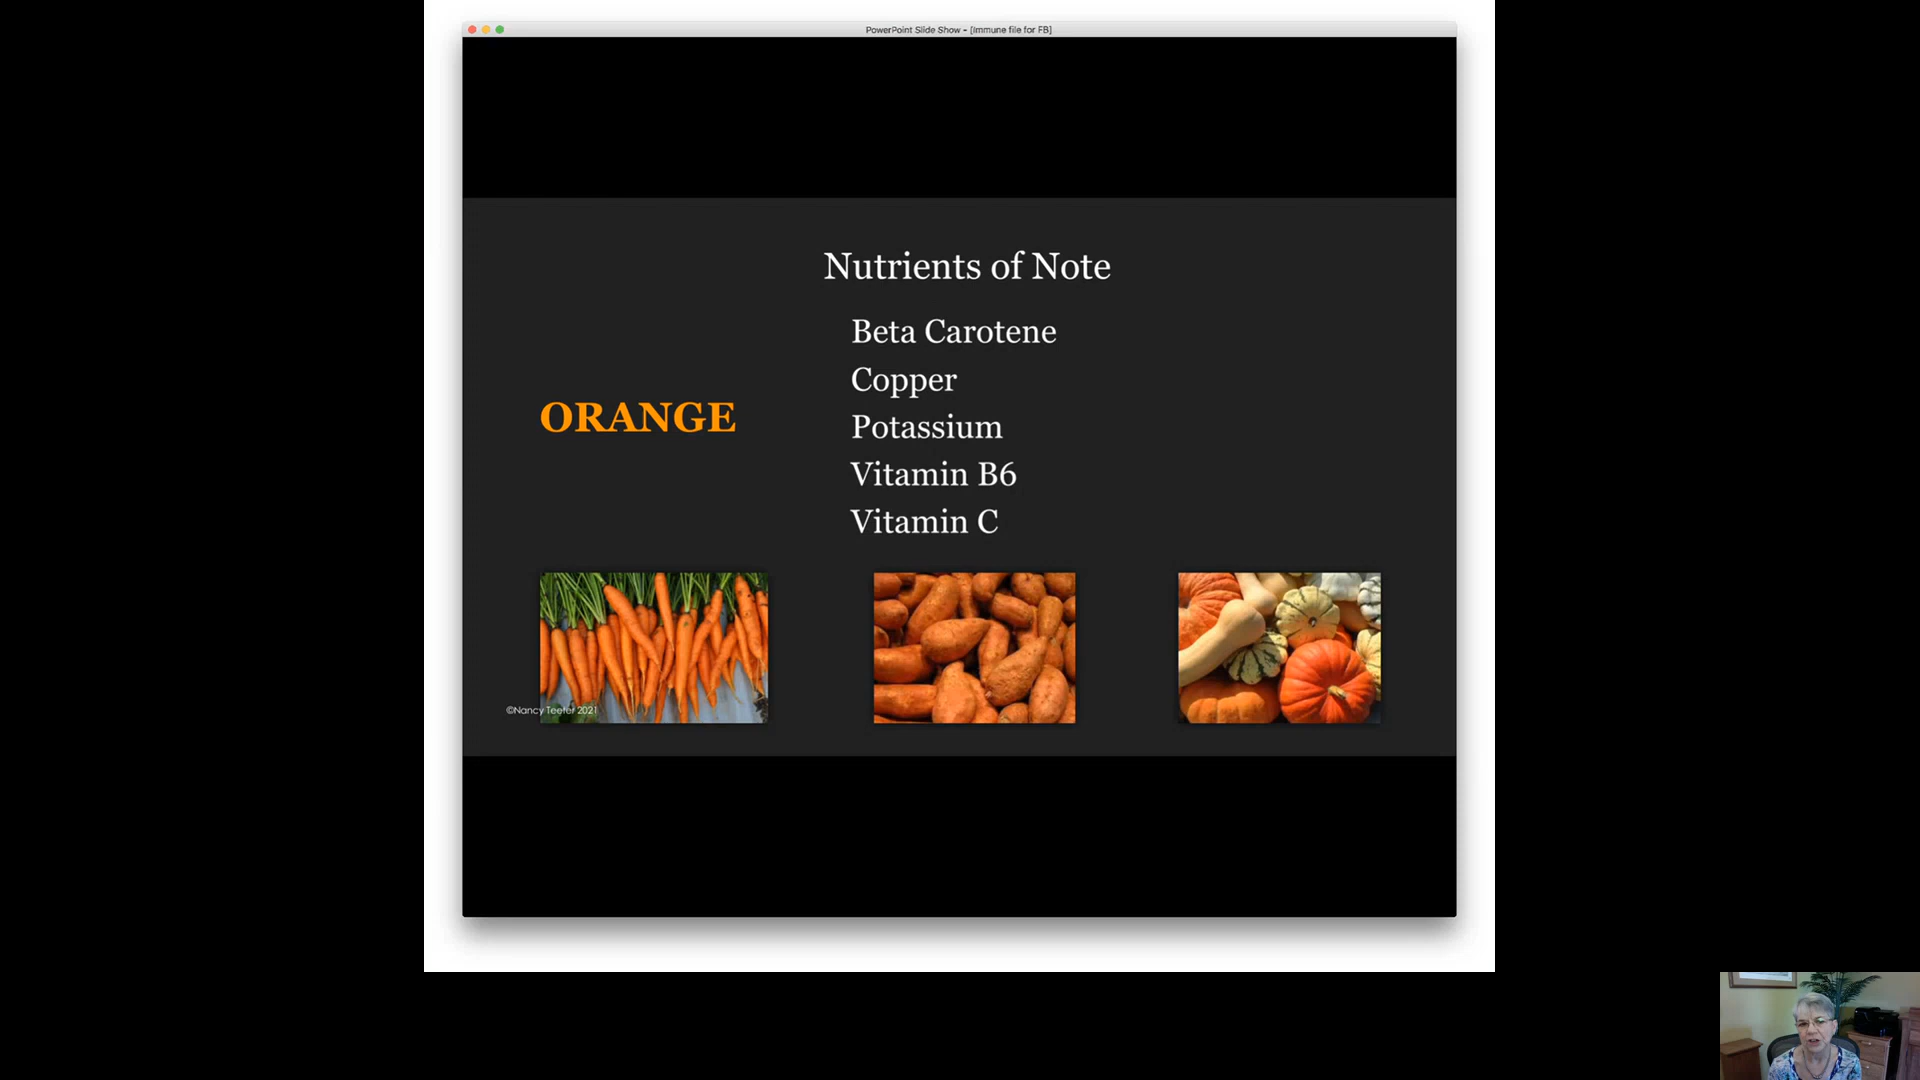 PowerPoint Slide Show - [Immune file for FB]
Nutrients of Note
Beta Carotene
Copper
ORANGE
Potassium
Vitamin B6
Vitamin C
©Nancy Teeter 2021